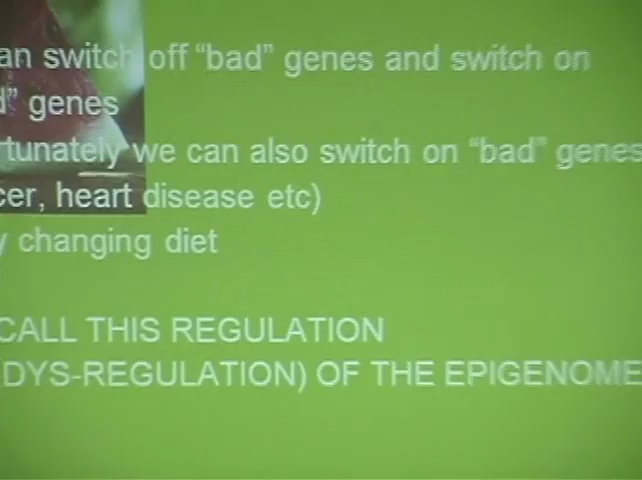 an switch off “bad” genes and switch on
d” genes
rtunately we can also switch on “bad” genes
cer, heart disease etc)
y changing diet
CALL THIS REGULATION
(DYS-REGULATION) OF THE EPIGENOME